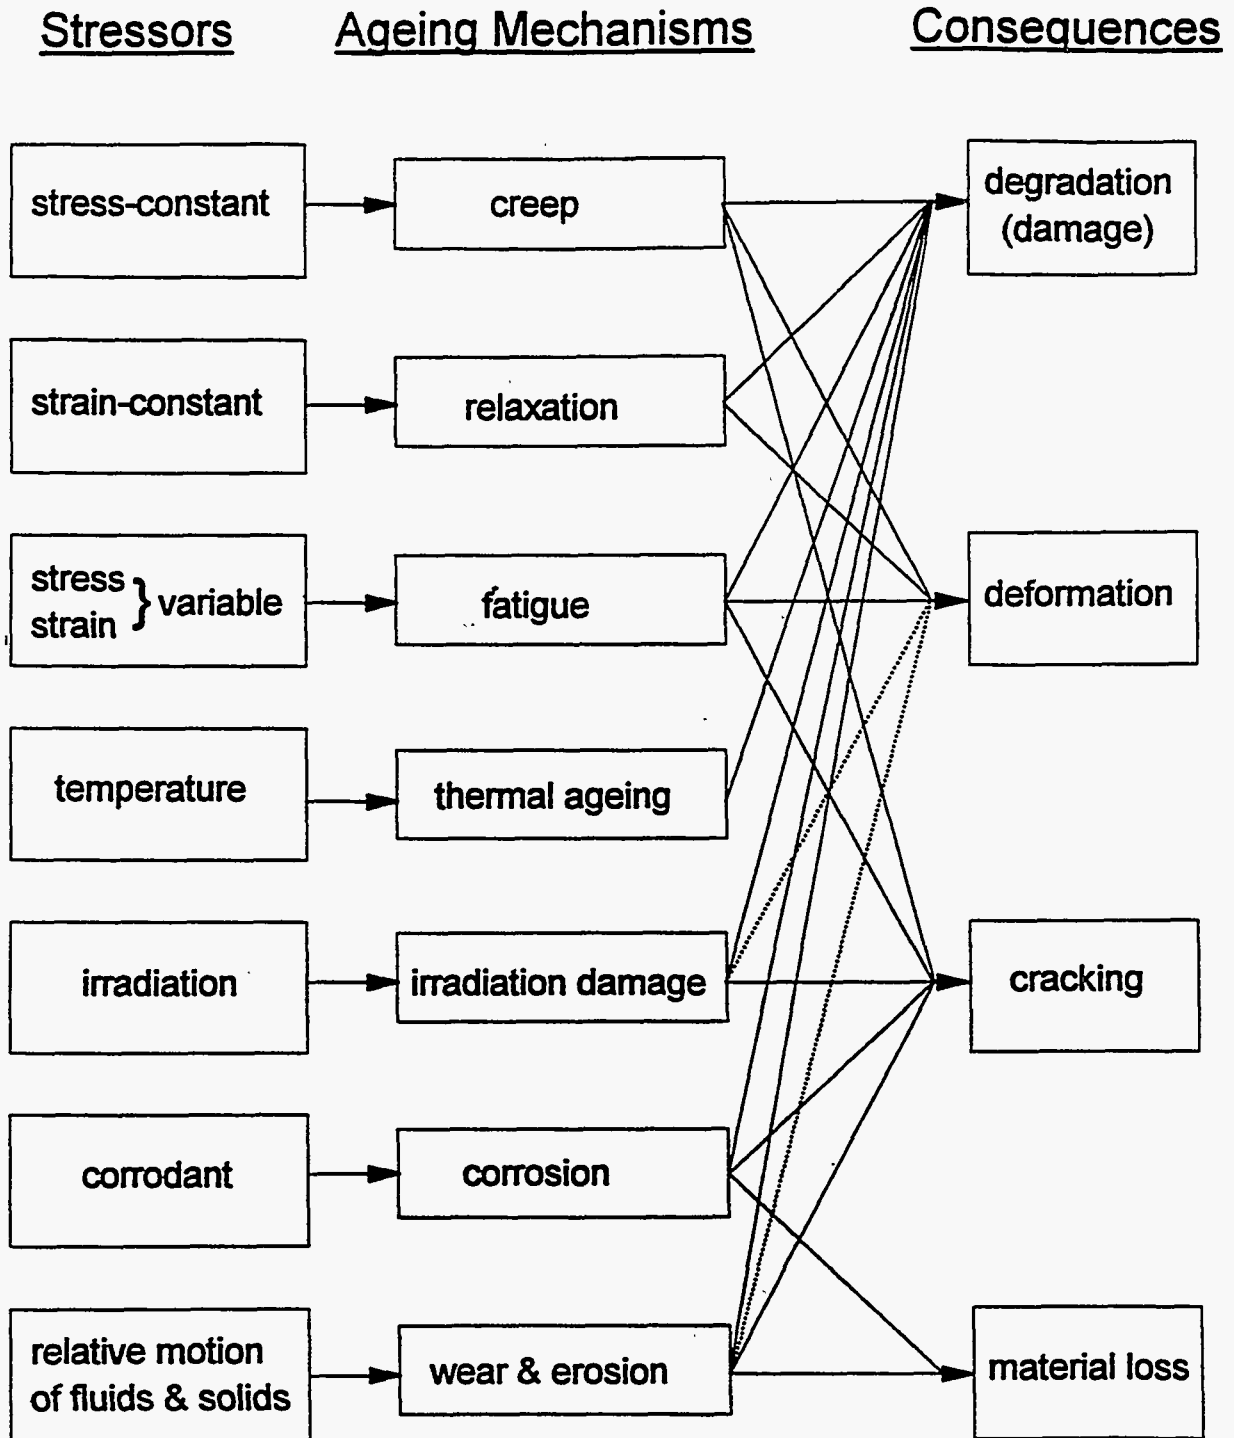 Stressors Ageing Mechanisms Consequences
stress-constant creep degradation
(damage)
strain-constant relaxation
stress
strain } variable fatigue deformation
temperature thermal ageing
irradiation irradiation damage cracking
corrodant corrosion
relative motion
of fluids & solids wear & erosion material loss